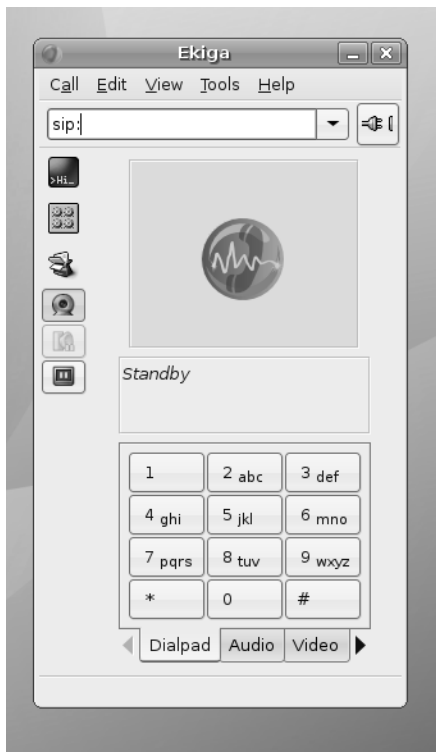 Ekiga
Call Edit View Tools Help
sip:
>Hi_
Standby
1 2 abc 3 def
4 ghi 5 jkl 6 mno
7 pqrs 8 tuv 9 wxyz
* 0 #
Dialpad Audio Video